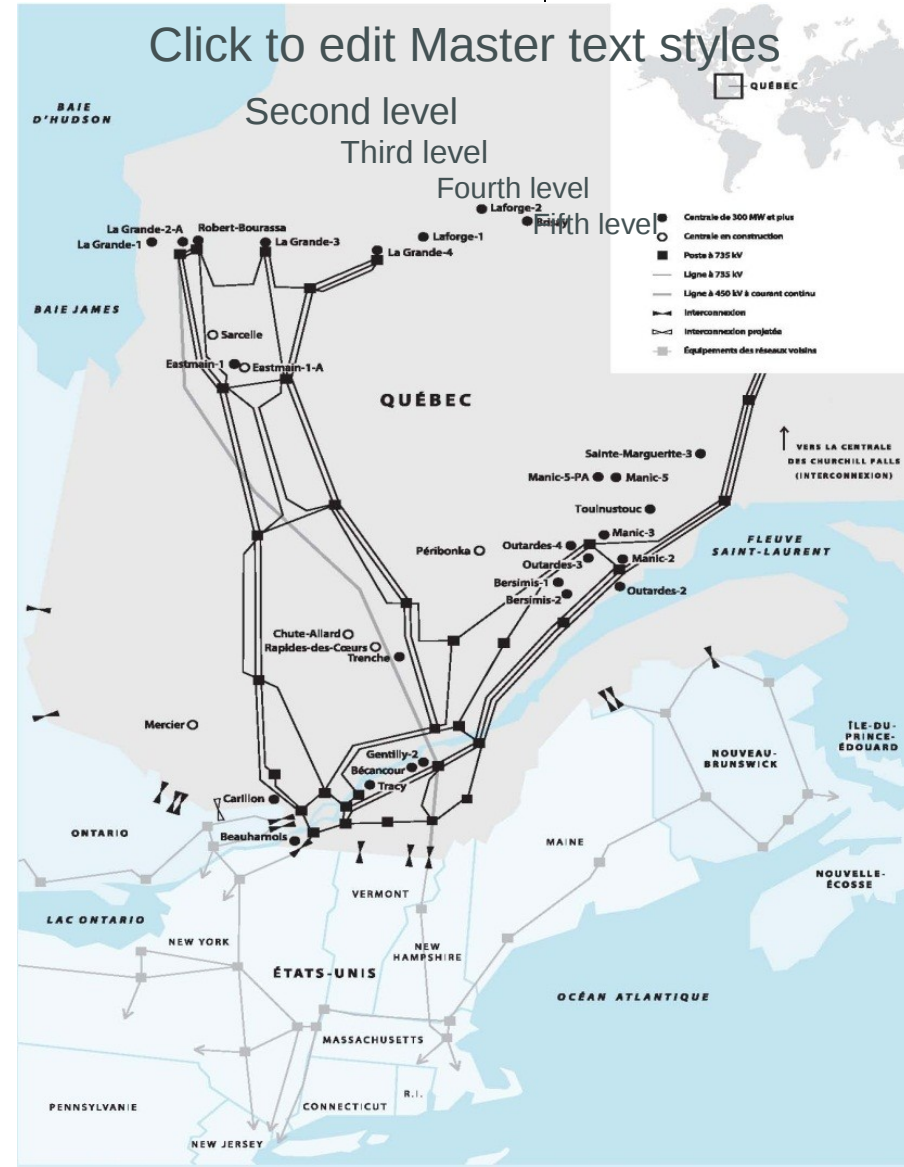 Click to edit Master text styles
Second level
Third level
Fourth level
Fifth level
BAIE
D'HUDSON
QUÉBEC
Laforge-2
Brisay
La Grande-2-A
Robert-Bourassa
La Grande-1
La Grande-3
Laforge-1
La Grande-4
Centrale de 300 MW et plus
Centrale en construction
Poste à 735 kV
Ligne à 735 kV
Ligne à 450 kV à courant continu
Interconnexion
Interconnexion projetée
Équipements des réseaux voisins
BAIE JAMES
Sarcelle
Eastmain-1
Eastmain-1-A
QUÉBEC
VERS LA CENTRALE
DES CHURCHILL FALLS
(INTERCONNEXION)
Sainte-Marguerite-3
Manic-5-PA
Manic-5
Toulnustouc
Manic-3
Péribonka
Outardes-4
Outardes-3
Manic-2
Bersimis-1
Bersimis-2
Outardes-2
FLEUVE
SAINT-LAURENT
Chute-Allard
Rapides-des-Cœurs
Trenche
Mercier
Gentilly-2
Bécancour
Tracy
Carillon
Beauharnois
ÎLE-DU-
PRINCE-
ÉDOUARD
NOUVEAU-
BRUNSWICK
ONTARIO
MAINE
NOUVELLE-
ÉCOSSE
VERMONT
LAC ONTARIO
NEW YORK
NEW
HAMPSHIRE
ÉTATS-UNIS
OCÉAN ATLANTIQUE
MASSACHUSETTS
R.I.
PENNSYLVANIE
CONNECTICUT
NEW JERSEY